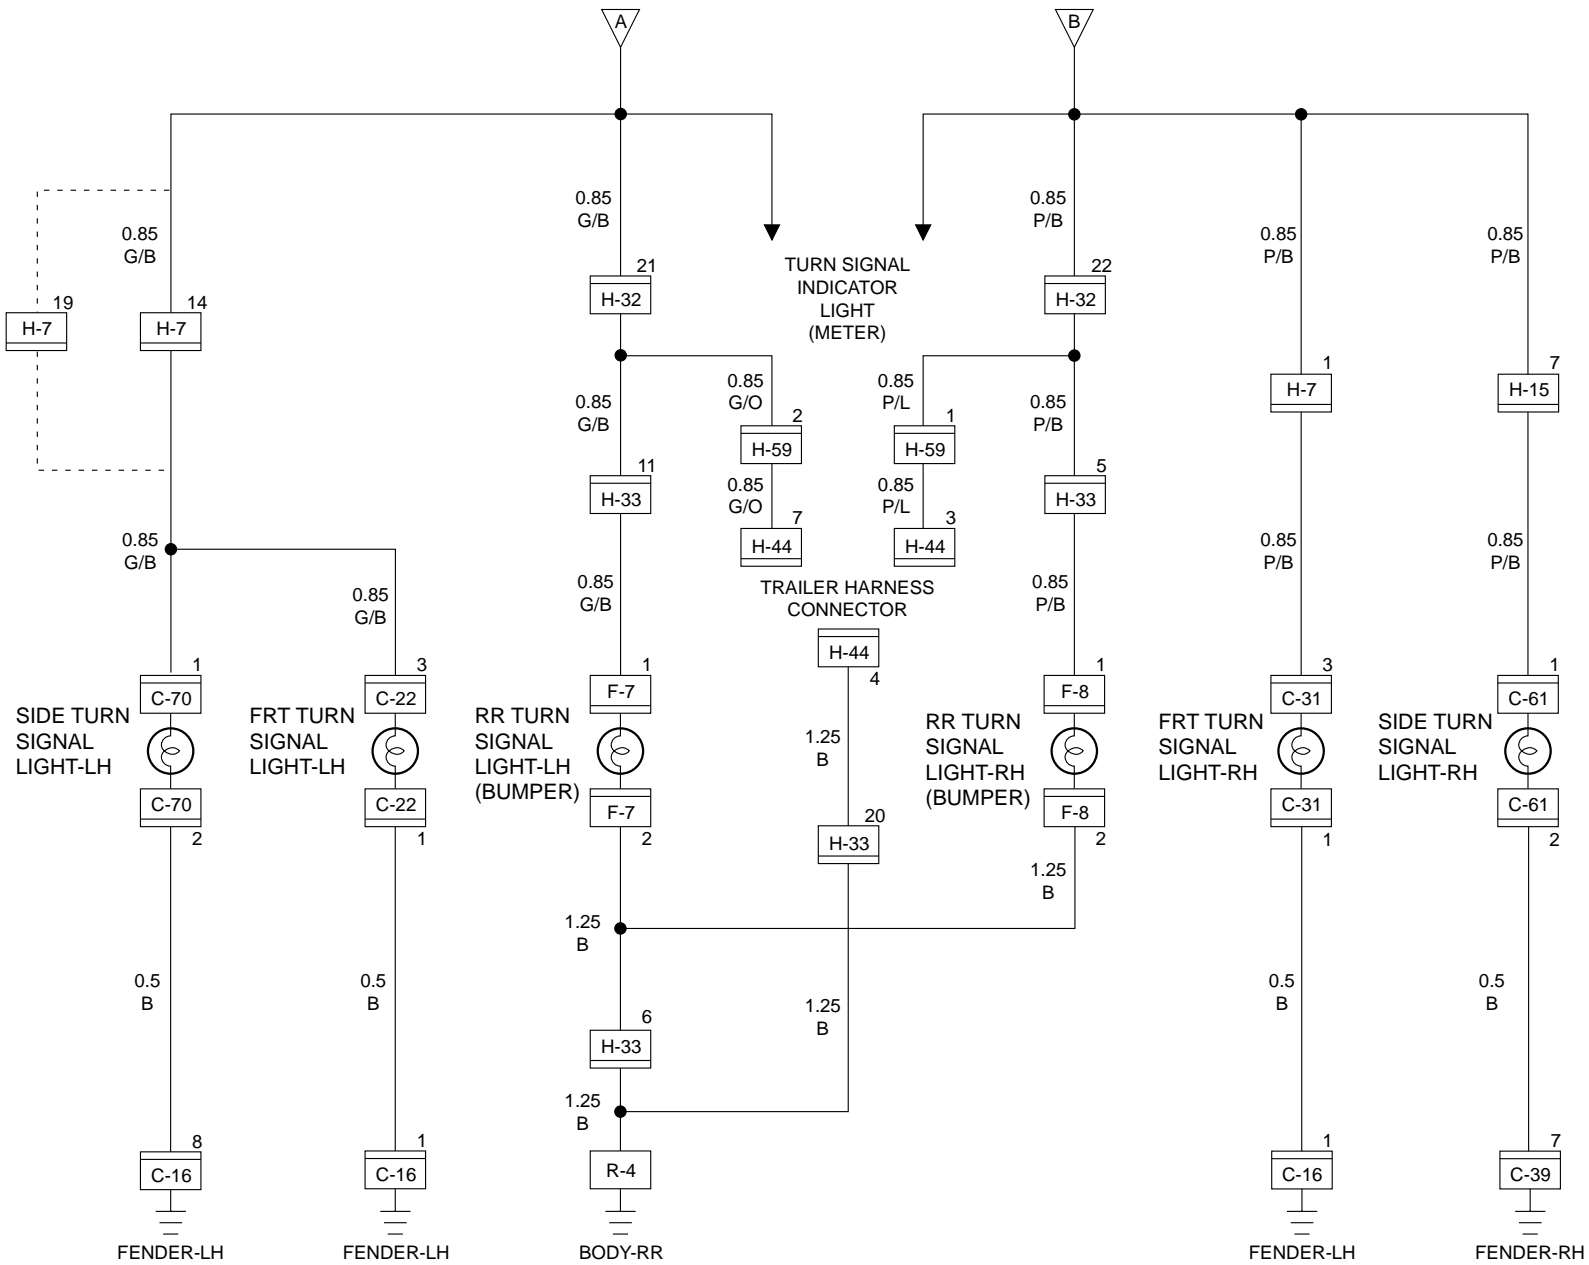 A
B
0.85
G/B
0.85
P/B
0.85
G/B
0.85
P/B
0.85
P/B
TURN SIGNAL
INDICATOR
LIGHT
(METER)
21
H-32
22
H-32
19
H-7
14
H-7
1
H-7
7
H-15
0.85
G/B
0.85
G/O
0.85
P/L
0.85
P/B
2
H-59
1
H-59
11
H-33
5
H-33
0.85
G/O
0.85
P/L
7
H-44
3
H-44
0.85
G/B
0.85
P/B
0.85
P/B
TRAILER HARNESS
CONNECTOR
0.85
G/B
0.85
G/B
0.85
P/B
H-44
4
1
C-70
3
C-22
1
F-7
1
F-8
3
C-31
1
C-61
SIDE TURN
SIGNAL
LIGHT-LH
FRT TURN
SIGNAL
LIGHT-LH
RR TURN
SIGNAL
LIGHT-LH
(BUMPER)
1.25
B
RR TURN
SIGNAL
LIGHT-RH
(BUMPER)
FRT TURN
SIGNAL
LIGHT-RH
SIDE TURN
SIGNAL
LIGHT-RH
C-70
2
C-22
1
F-7
2
20
H-33
F-8
2
C-31
1
C-61
2
1.25
B
1.25
B
0.5
B
0.5
B
1.25
B
0.5
B
0.5
B
6
H-33
1.25
B
8
C-16
1
C-16
R-4
1
C-16
7
C-39
FENDER-LH
FENDER-LH
BODY-RR
FENDER-LH
FENDER-RH